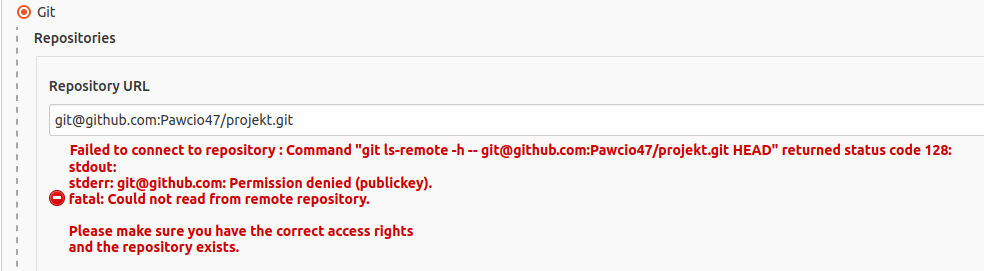 Git
Repositories
Repository URL
git@github.com:Pawcio47/projekt.git
Failed to connect to repository : Command "git ls-remote -h -- git@github.com:Pawcio47/projekt.git HEAD" returned status code 128:
stdout:
stderr: git@github.com: Permission denied (publickey).
fatal: Could not read from remote repository.
Please make sure you have the correct access rights
and the repository exists.